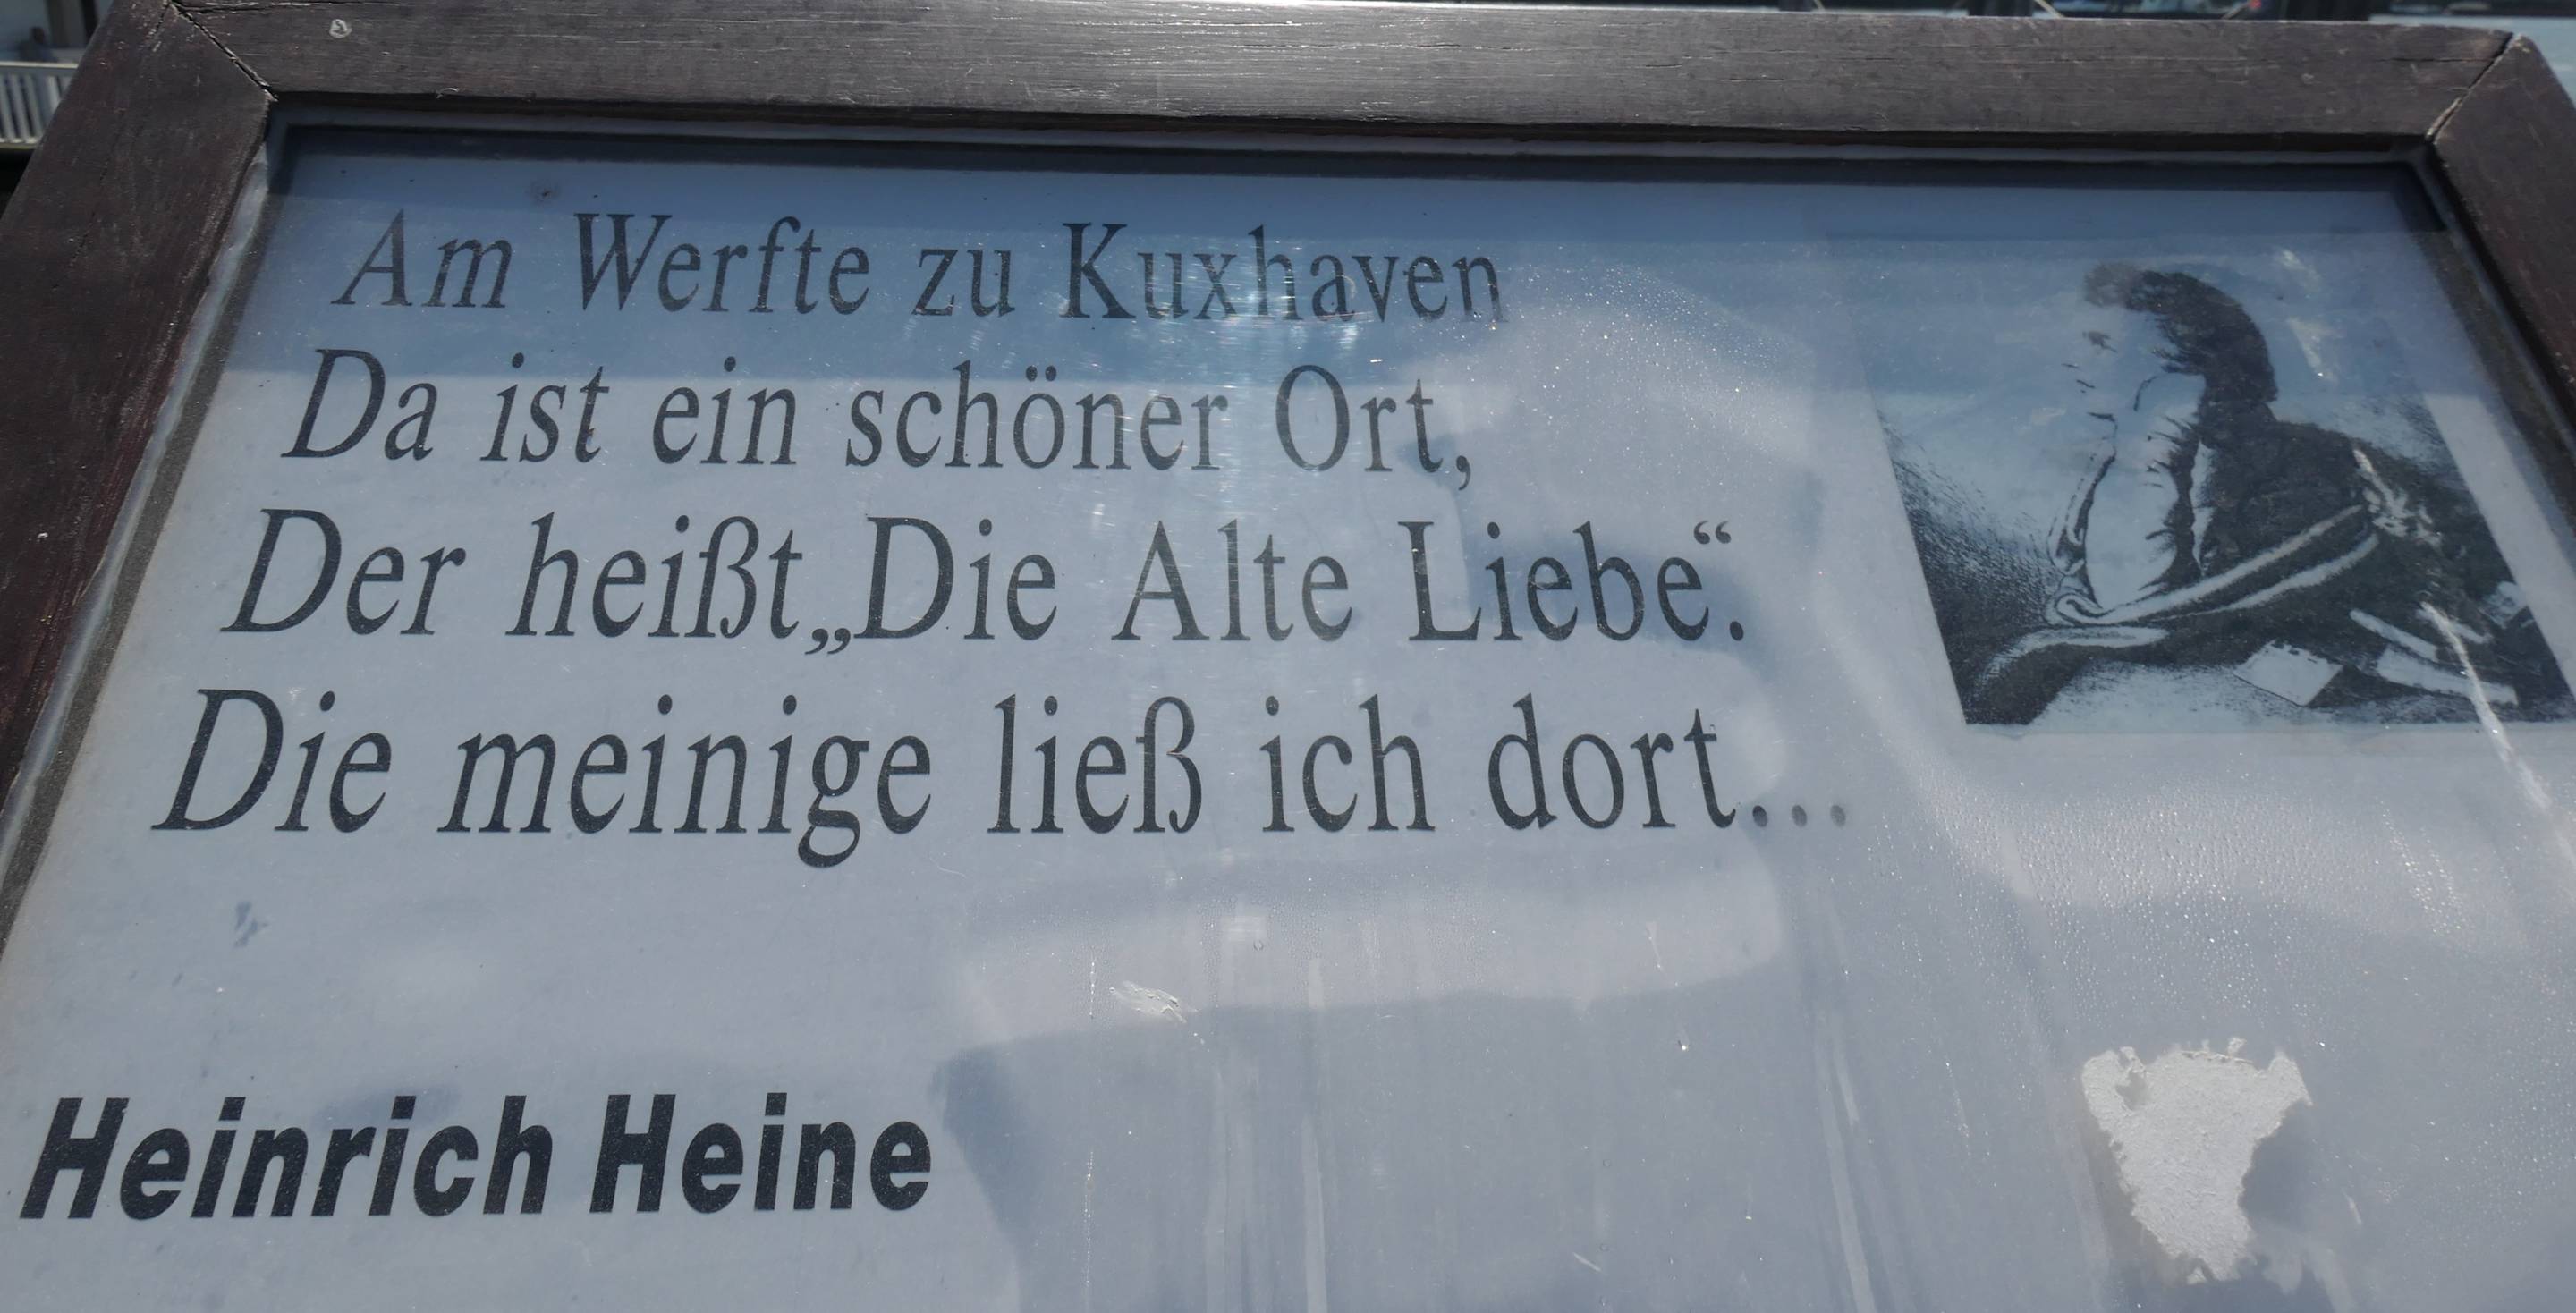 Am Werfte zu Kuxhaven
Da ist ein schöner Ort,
Der heißt„Die Alte Liebe“.
Die meinige ließ ich dort...
Heinrich Heine